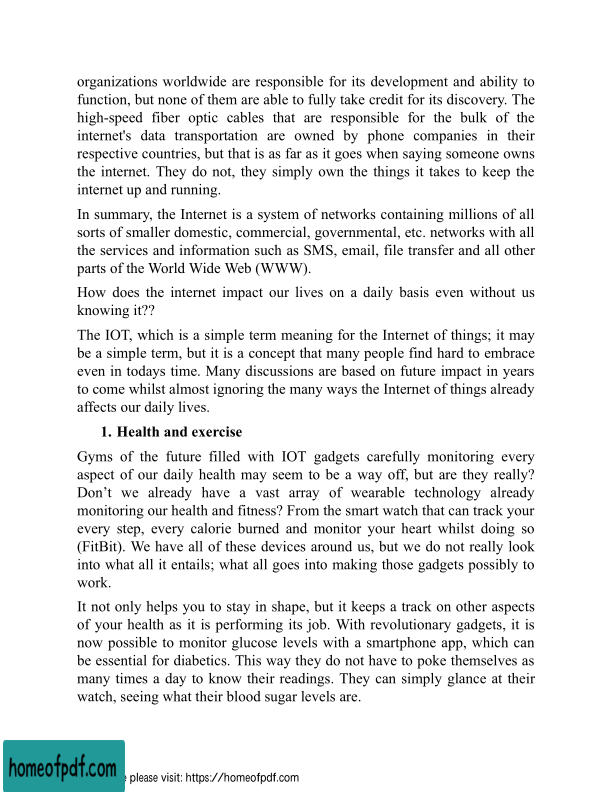 organizations worldwide are responsible for its development and ability to
function, but none of them are able to fully take credit for its discovery. The
high-speed fiber optic cables that are responsible for the bulk of the
internet's data transportation are owned by phone companies in their
respective countries, but that is as far as it goes when saying someone owns
the internet. They do not, they simply own the things it takes to keep the
internet up and running.
In summary, the Internet is a system of networks containing millions of all
sorts of smaller domestic, commercial, governmental, etc. networks with all
the services and information such as SMS, email, file transfer and all other
parts of the World Wide Web (WWW).
How does the internet impact our lives on a daily basis even without us
knowing it??
The IOT, which is a simple term meaning for the Internet of things; it may
be a simple term, but it is a concept that many people find hard to embrace
even in todays time. Many discussions are based on future impact in years
to come whilst almost ignoring the many ways the Internet of things already
affects our daily lives.
1. Health and exercise
Gyms of the future filled with IOT gadgets carefully monitoring every
aspect of our daily health may seem to be a way off, but are they really?
Don’t we already have a vast array of wearable technology already
monitoring our health and fitness? From the smart watch that can track your
every step, every calorie burned and monitor your heart whilst doing so
(FitBit). We have all of these devices around us, but we do not really look
into what all it entails; what all goes into making those gadgets possibly to
work.
It not only helps you to stay in shape, but it keeps a track on other aspects
of your health as it is performing its job. With revolutionary gadgets, it is
now possible to monitor glucose levels with a smartphone app, which can
be essential for diabetics. This way they do not have to poke themselves as
many times a day to know their readings. They can simply glance at their
watch, seeing what their blood sugar levels are.
homeofpdf.com
please visit: https://homeofpdf.com